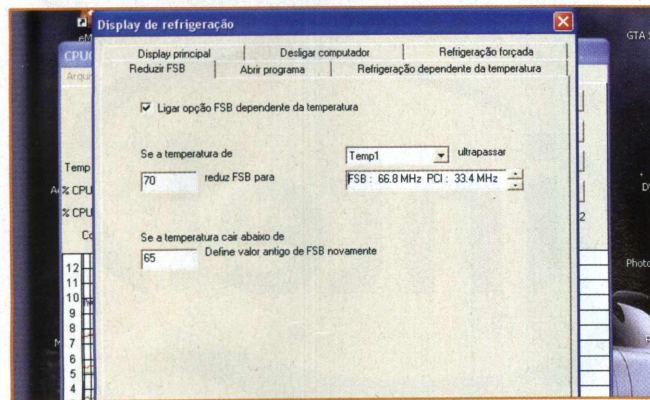 Display de refrigeração
Display principal
Desligar computador
Refrigeração forçada
Reduzir FSB
Abrir programa
Refrigeração dependente da temperatura
Ligar opção FSB dependente da temperatura
Se a temperatura de
Temp1
ultrapassar
70
reduz FSB para
FSB : 66.8 MHz PCI : 33.4 MHz
Se a temperatura cair abaixo de
65
Define valor antigo de FSB novamente
GTA
Temp
% CPU
% CPU
2
Photo
12
11
10
9
8
7
6
5
4